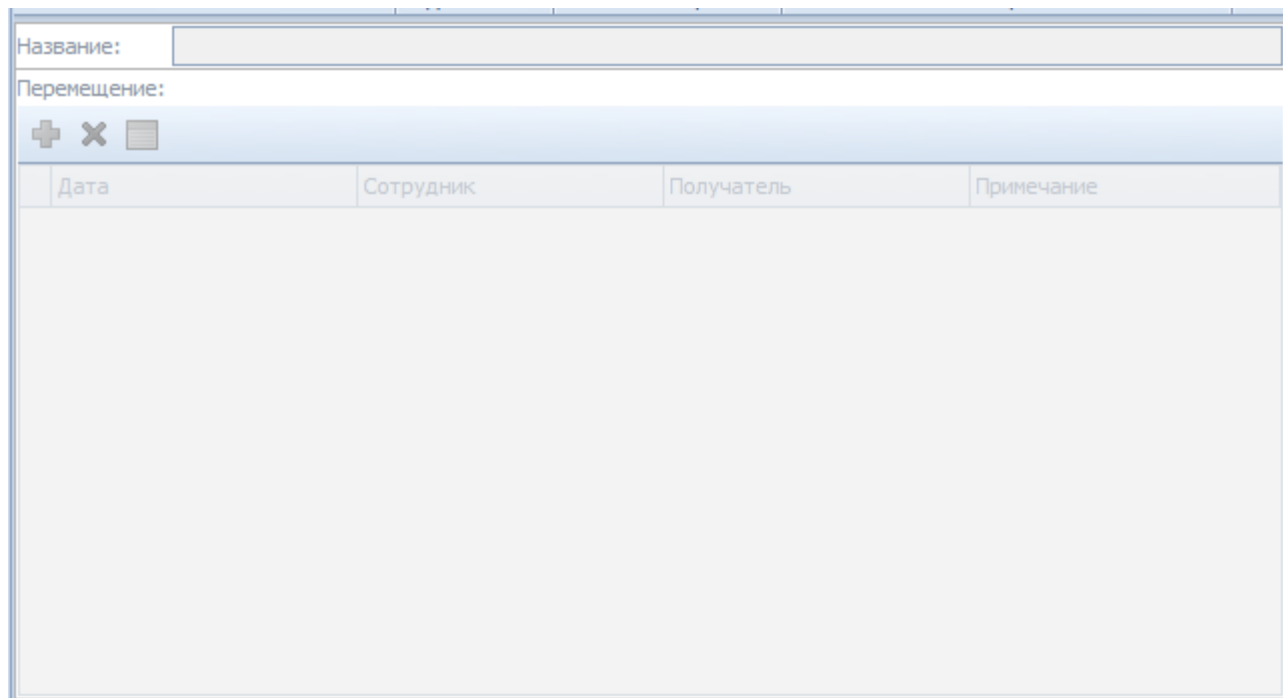 Название:
Перемещение:
Дата Сотрудник Получатель Примечание